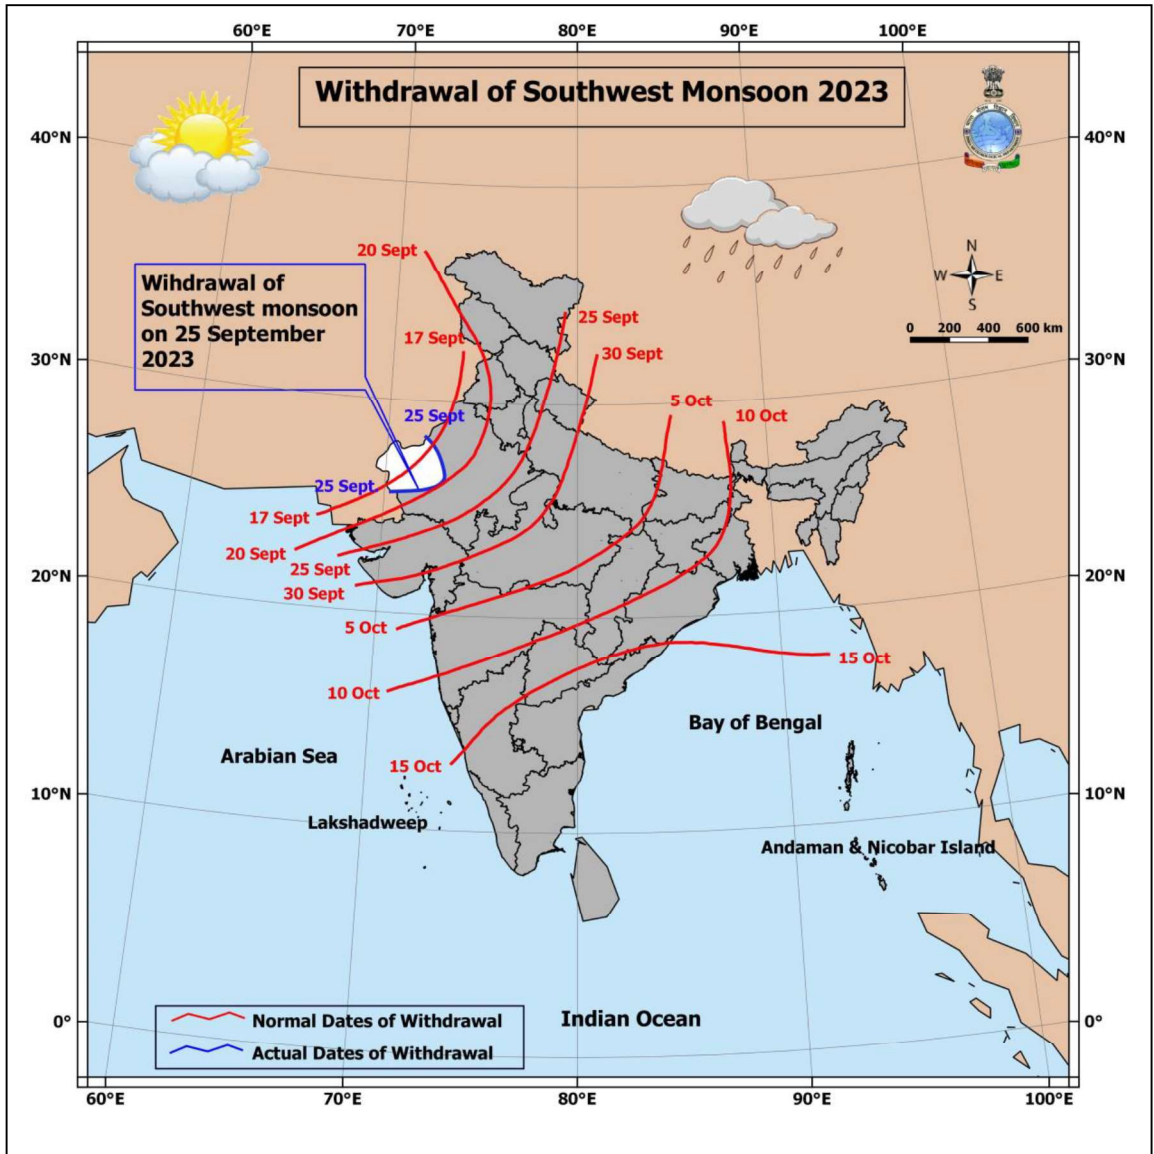 60°E 70°E 80°E 90°E 100°E
Withdrawal of Southwest Monsoon 2023
40°N 40°N
N
W E
S
20 Sept
Wihdrawal of
Southwest monsoon
on 25 September
2023
25 Sept
17 Sept
0 200 400 600 km
30 Sept
30°N 30°N
5 Oct
10 Oct
25 Sept
25 Sept
17 Sept
20 Sept
25 Sept
20°N 20°N
30 Sept
5 Oct
15 Oct
10 Oct
Bay of Bengal
Arabian Sea
15 Oct
10°N 10°N
Lakshadweep
Andaman & Nicobar Island
Normal Dates of Withdrawal
Indian Ocean
0° 0°
Actual Dates of Withdrawal
60°E 70°E 80°E 90°E 100°E